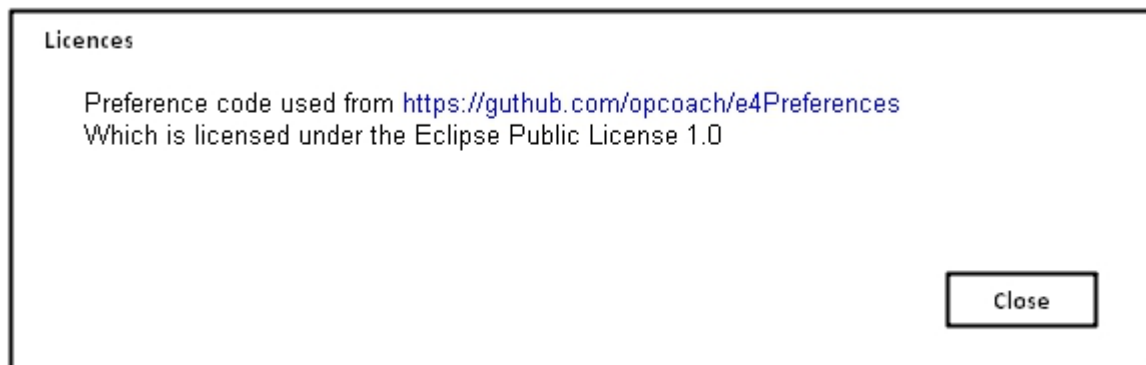 Licences
Preference code used from https://guthub.com/opcoach/e4Preferences
Which is licensed under the Eclipse Public License 1.0
Close